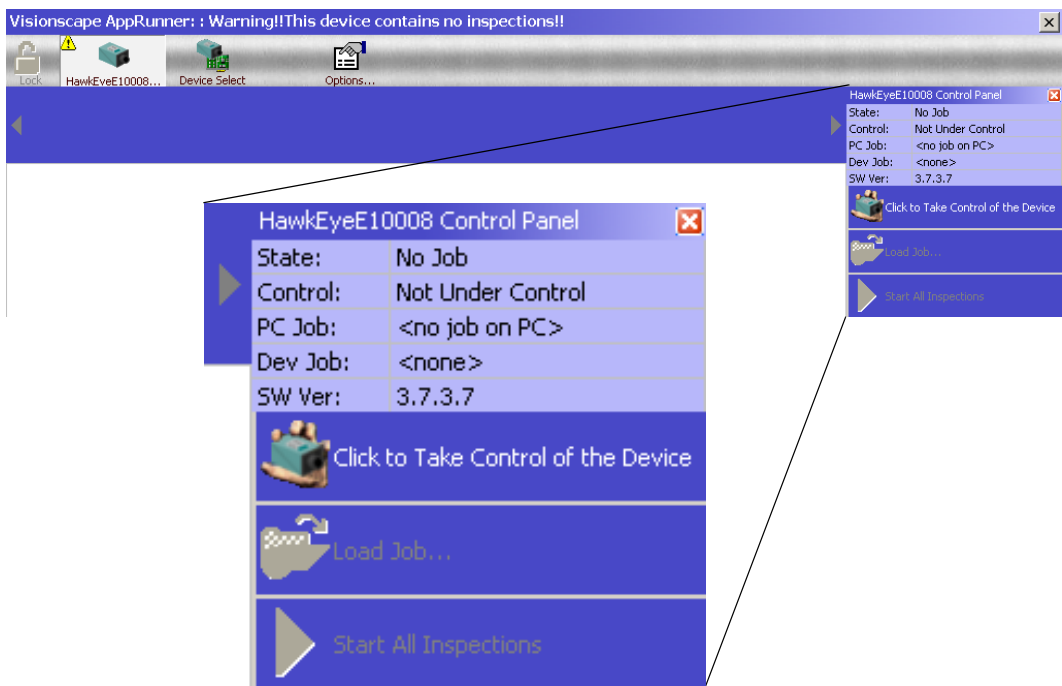 Visionscape AppRunner: : Warning!!This device contains no inspections!!
Lock HawkEyeE10008... Device Select Options...
HawkEyeE10008 Control Panel
State: No Job
Control: Not Under Control
PC Job: <no job on PC>
Dev Job: <none>
SW Ver: 3.7.3.7
Click to Take Control of the Device
Load Job...
Start All Inspections
HawkEyeE10008 Control Panel
State: No Job
Control: Not Under Control
PC Job: <no job on PC>
Dev Job: <none>
SW Ver: 3.7.3.7
Click to Take Control of the Device
Load Job...
Start All Inspections